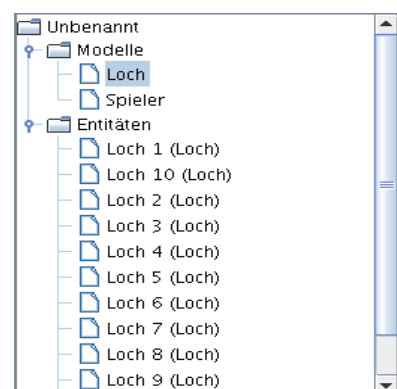 Unbenannt
Modelle
Loch
Spieler
Entitäten
Loch 1 (Loch)
Loch 10 (Loch)
Loch 2 (Loch)
Loch 3 (Loch)
Loch 4 (Loch)
Loch 5 (Loch)
Loch 6 (Loch)
Loch 7 (Loch)
Loch 8 (Loch)
Loch 9 (Loch)